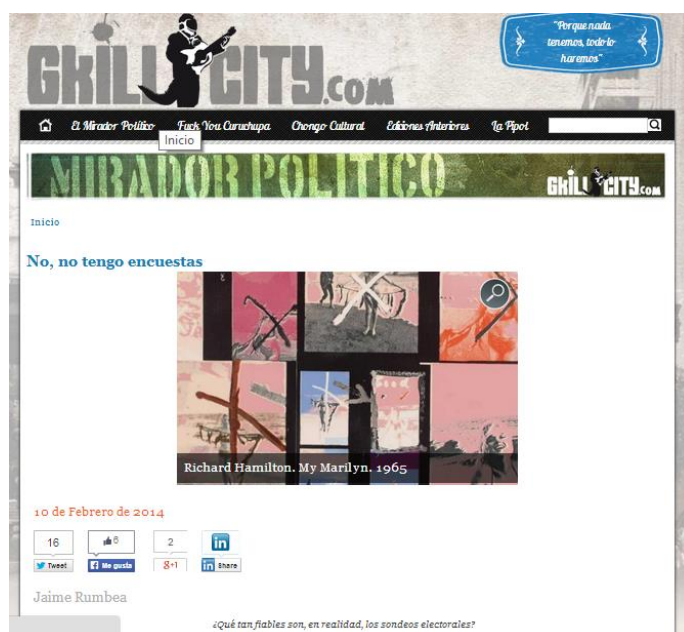 GKILLCITY.COM
"Porque nada
tenemos, todo lo
haremos"
El Mirador Político Fuck You Curuchupa Chongo Cultural Ediciones Anteriores La Pipol
Inicio
MIRADOR POLITICO GKILLCITY.COM
Inicio
No, no tengo encuestas
Richard Hamilton. My Marilyn. 1965
10 de Febrero de 2014
16 6 2 in
Tweet Me gusta g+1 in Share
Jaime Rumbea
¿Qué tan fiables son, en realidad, los sondeos electorales?